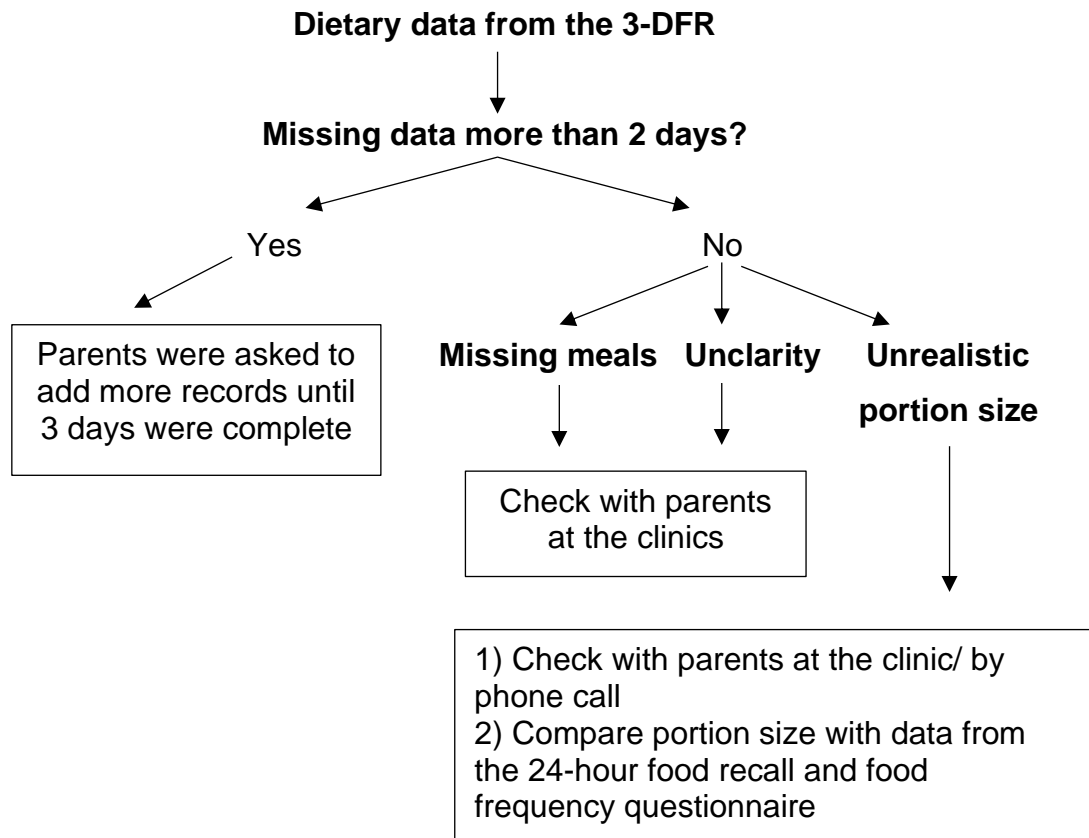 Dietary data from the 3-DFR
Missing data more than 2 days?
Yes
No
Parents were asked to
add more records until
3 days were complete
Missing meals
Unclarity
Unrealistic
portion size
Check with parents
at the clinics
1) Check with parents at the clinic/ by
phone call
2) Compare portion size with data from
the 24-hour food recall and food
frequency questionnaire